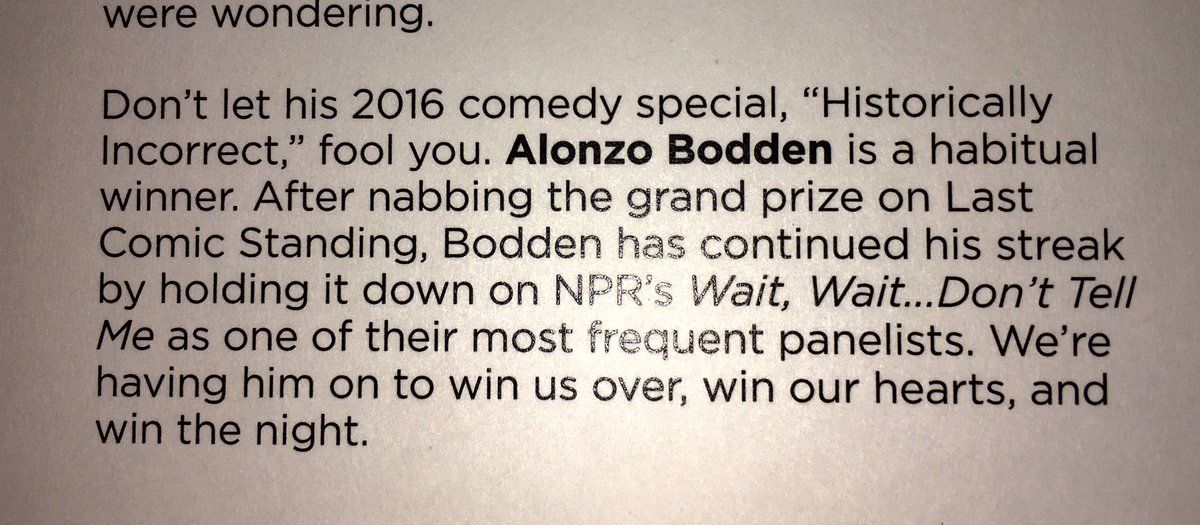 were wondering.
Don’t let his 2016 comedy special, “Historically
Incorrect,” fool you. Alonzo Bodden is a habitual
winner. After nabbing the grand prize on Last
Comic Standing, Bodden has continued his streak
by holding it down on NPR’s Wait, Wait...Don’t Tell
Me as one of their most frequent panelists. We’re
having him on to win us over, win our hearts, and
win the night.